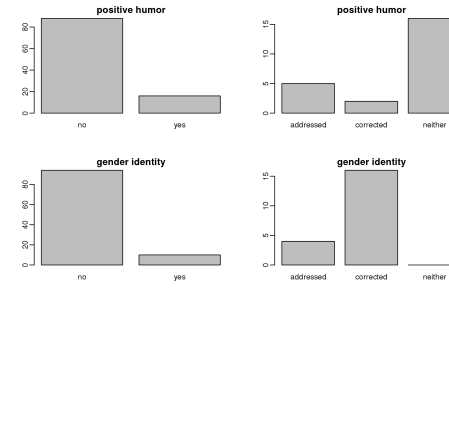 positive humor
80
60
40
20
0
no yes
positive humor
15
10
5
0
addressed corrected neither
gender identity
80
60
40
20
0
no yes
gender identity
15
10
5
0
addressed corrected neither